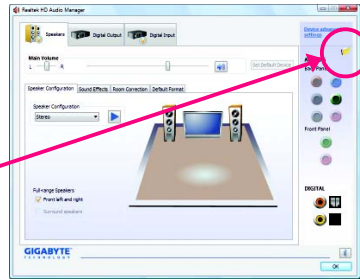 Realtek HD Audio Manager
Speakers
Digital Output
Digital Input
Device advanced settings
Main Volume
L
R
Set Default Device
Speaker Configuration
Sound Effects
Room Correction
Default Format
Speaker Configuration
Stereo
Full-range Speakers
Front left and right
Surround speakers
Front Panel
DIGITAL
GIGABYTE
TECHNOLOGY
OK